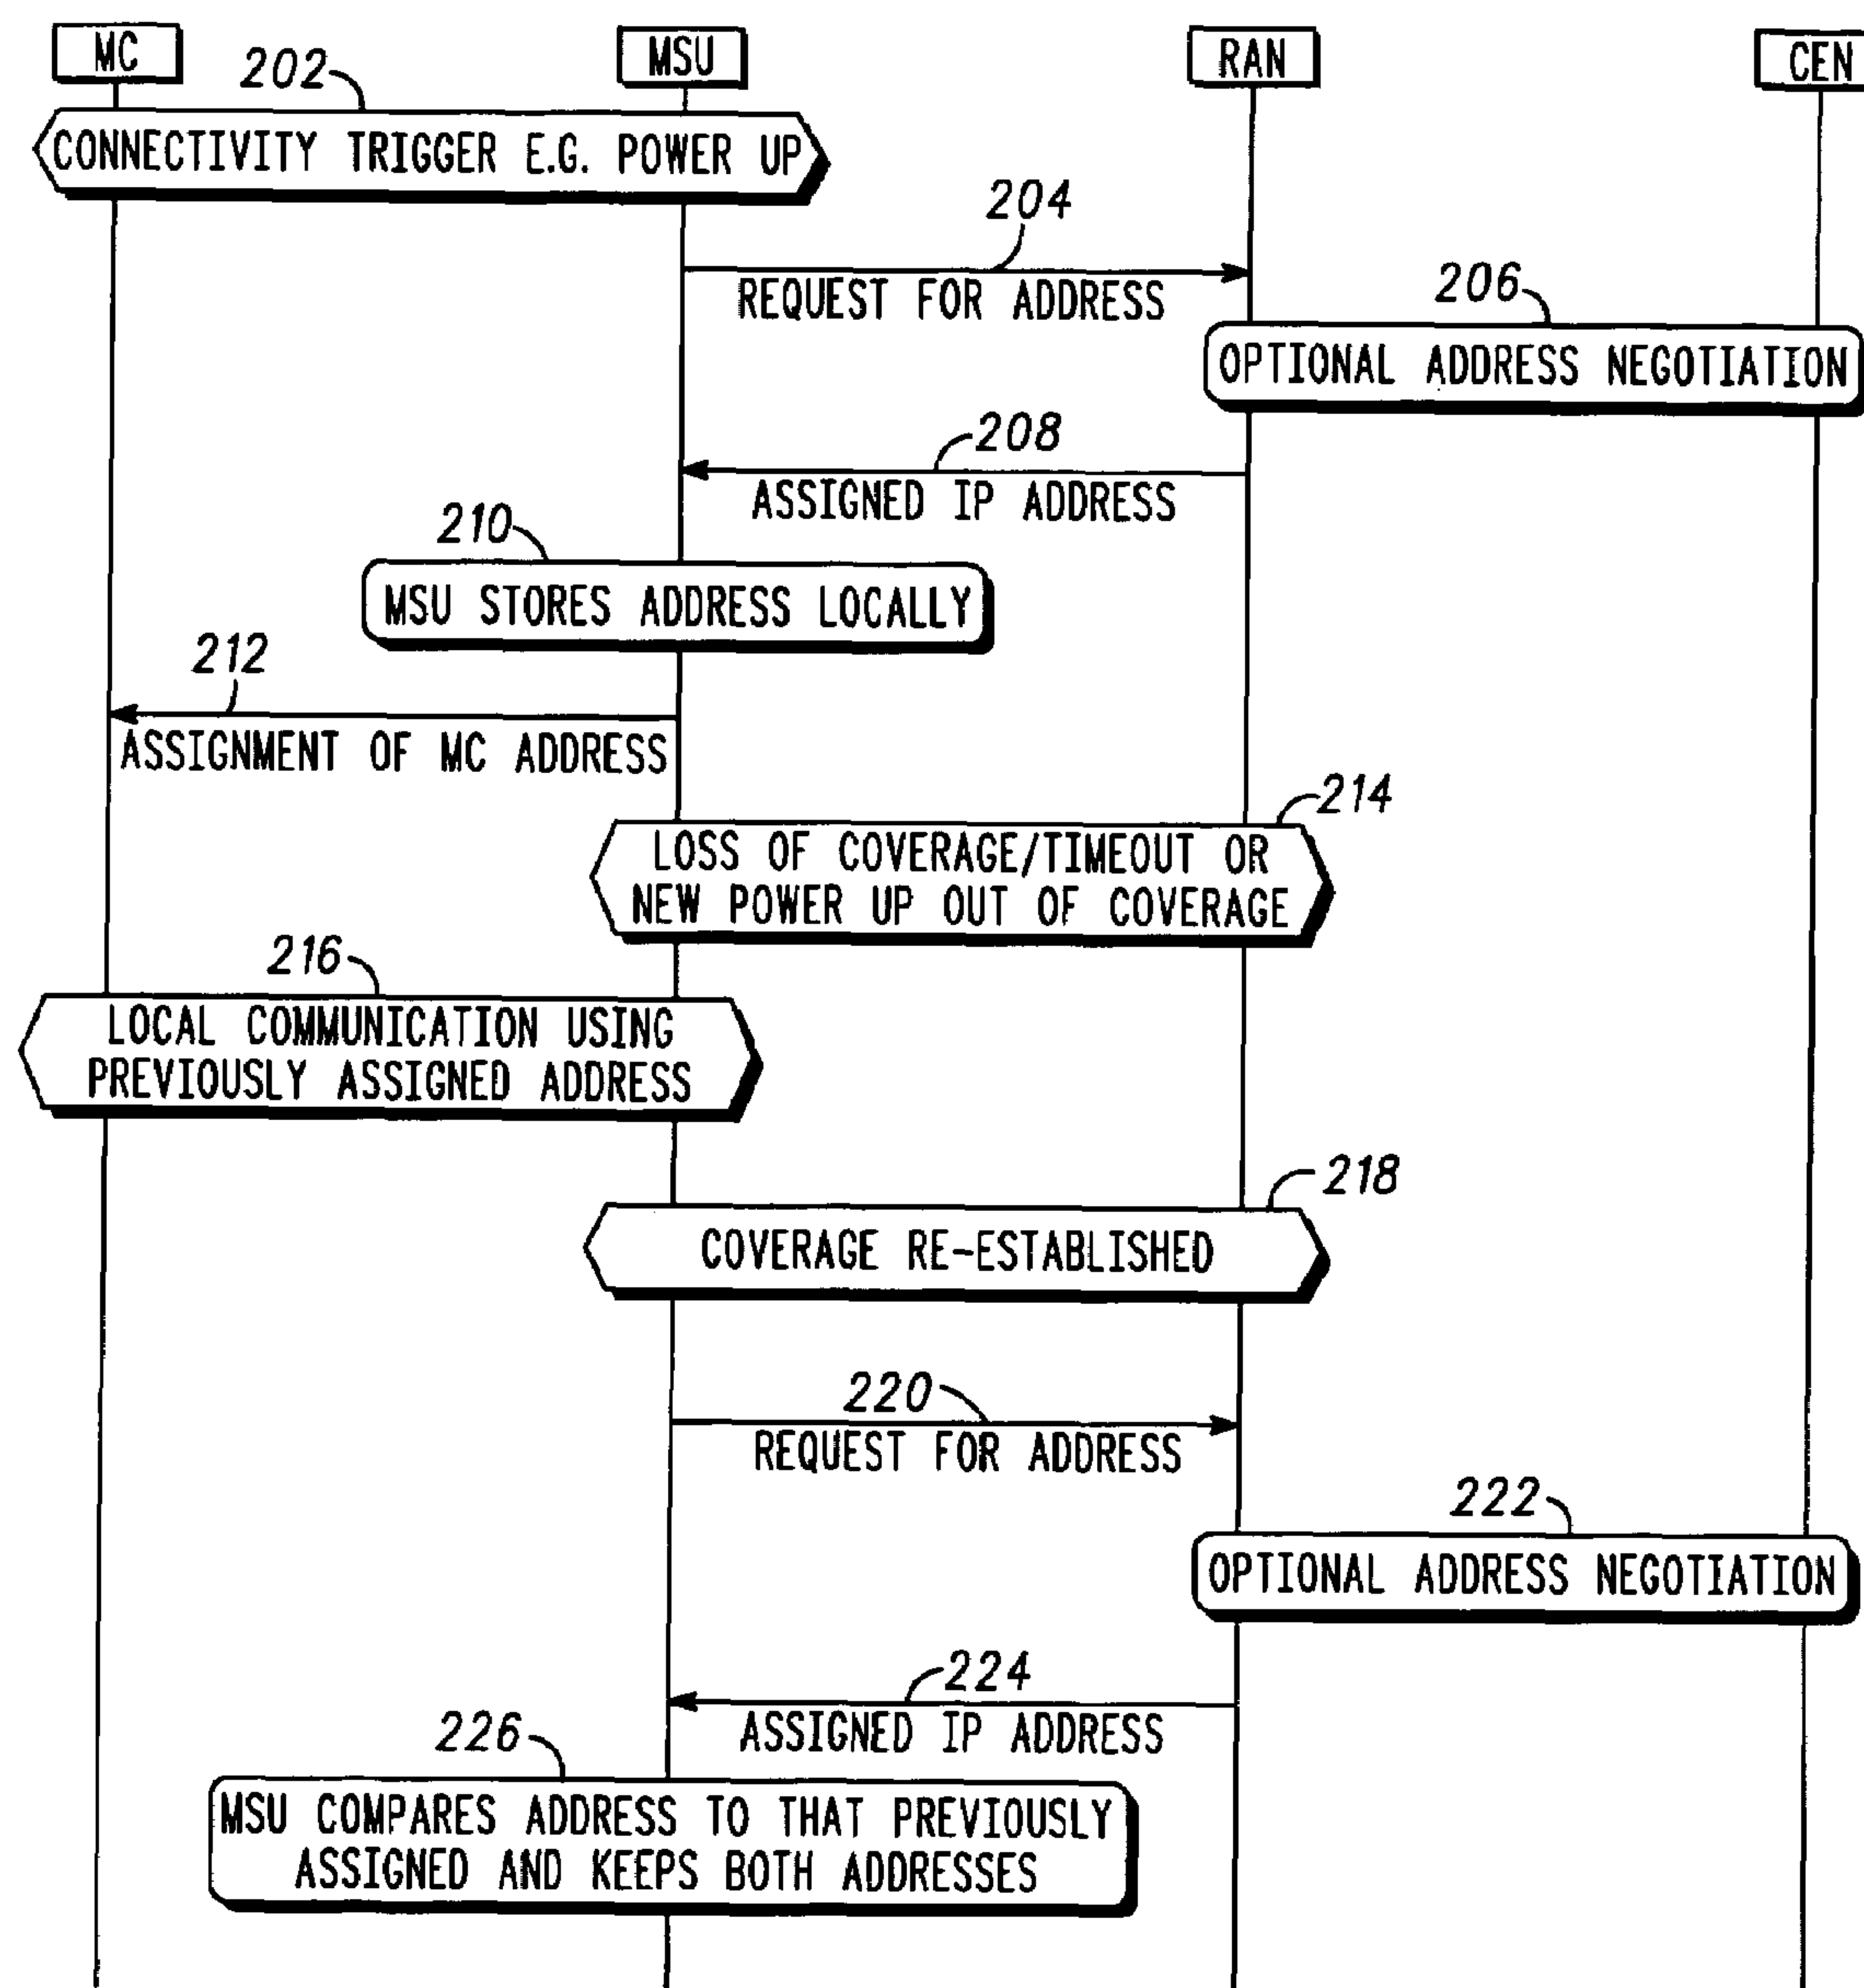 MC
MSU
RAN
CEN
202
CONNECTIVITY TRIGGER E.G. POWER UP
204
REQUEST FOR ADDRESS
206
OPTIONAL ADDRESS NEGOTIATION
208
ASSIGNED IP ADDRESS
210
MSU STORES ADDRESS LOCALLY
212
ASSIGNMENT OF MC ADDRESS
214
LOSS OF COVERAGE/TIMEOUT OR
NEW POWER UP OUT OF COVERAGE
216
LOCAL COMMUNICATION USING
PREVIOUSLY ASSIGNED ADDRESS
218
COVERAGE RE-ESTABLISHED
220
REQUEST FOR ADDRESS
222
OPTIONAL ADDRESS NEGOTIATION
224
ASSIGNED IP ADDRESS
226
MSU COMPARES ADDRESS TO THAT PREVIOUSLY
ASSIGNED AND KEEPS BOTH ADDRESSES